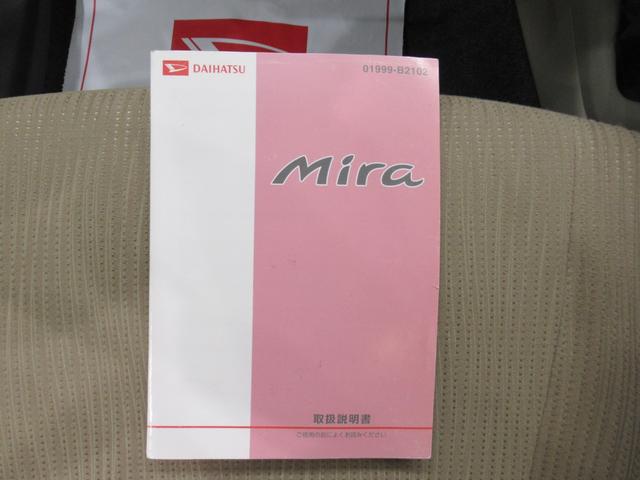 DAIHATSU 01999-B2102
Mira
取扱説明書
ご使用の前によくお読みください